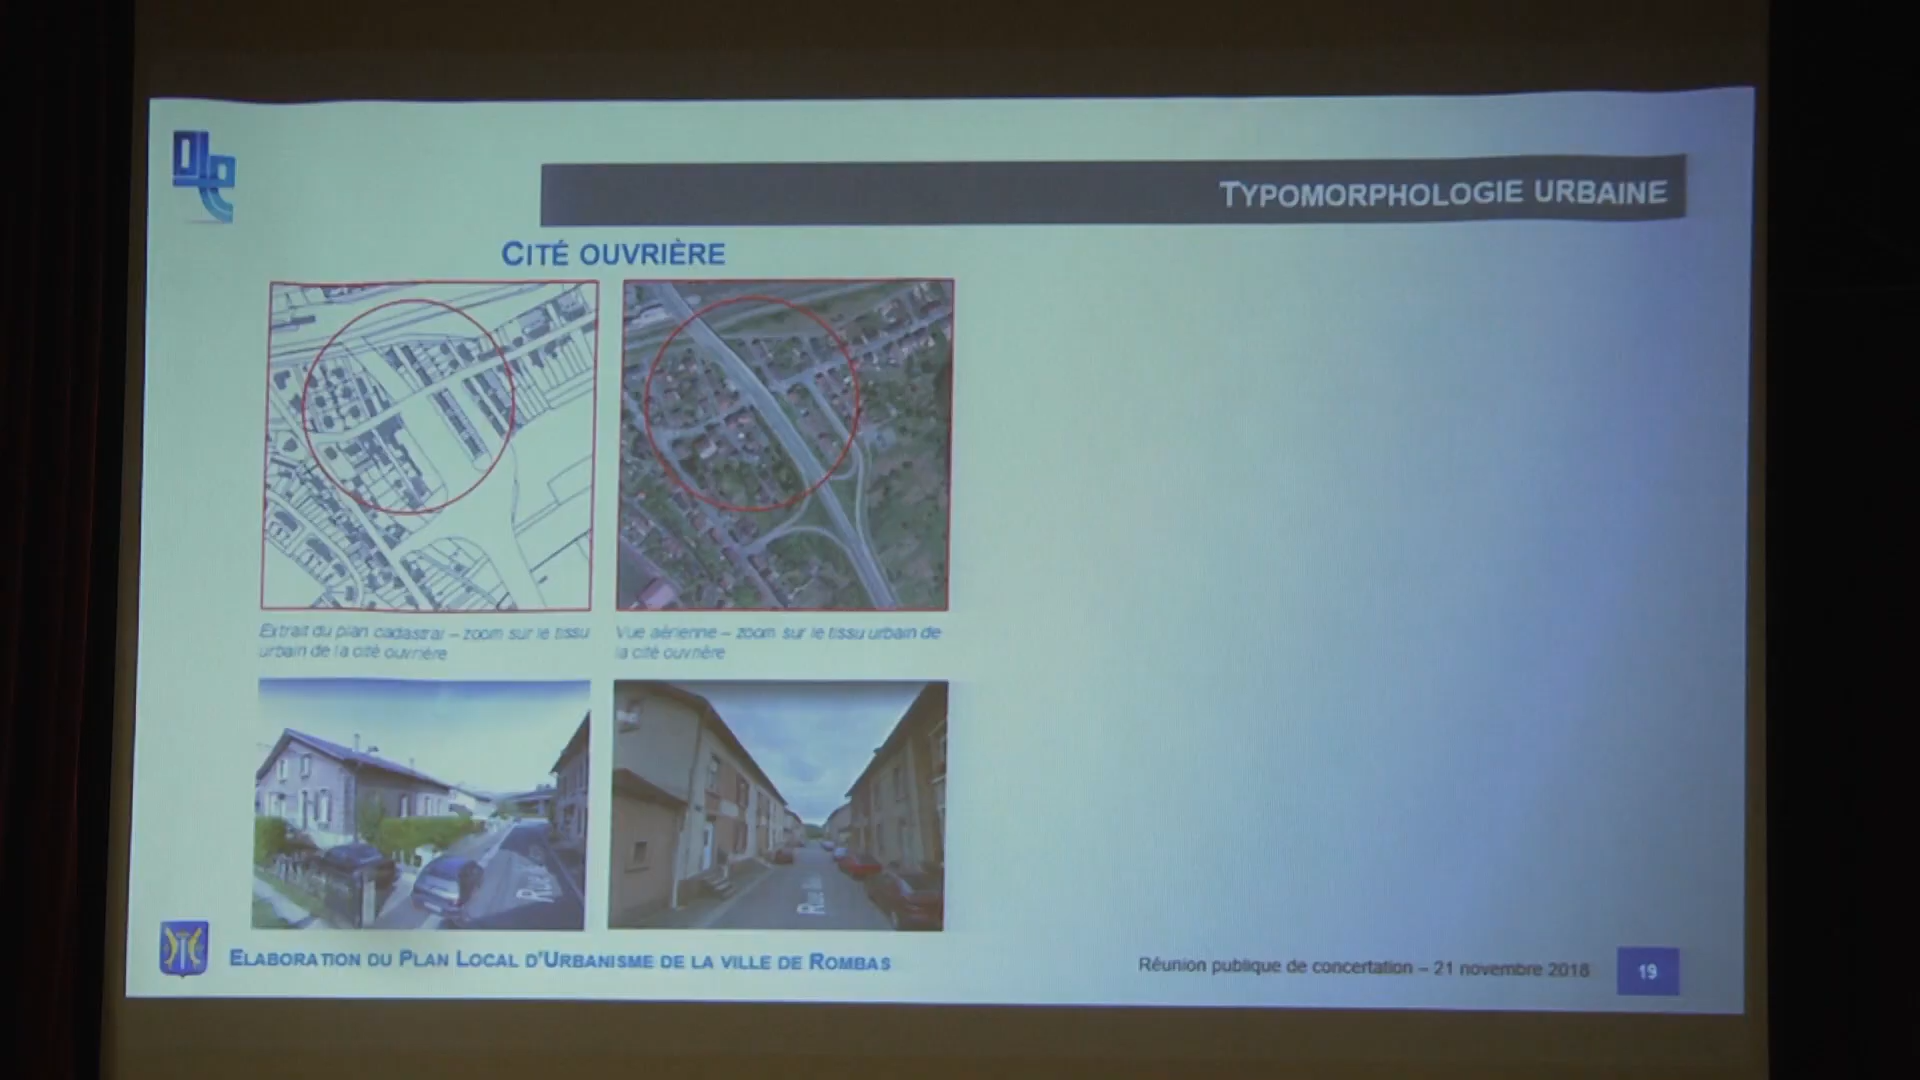 TYPOMORPHOLOGIE URBAINE
CITÉ OUVRIÈRE
Extrait du plan cadastral – zoom sur le tissu
urbain de la cité ouvrière
Vue aérienne – zoom sur le tissu urbain de
la cité ouvrière
ELABORATION DU PLAN LOCAL D'URBANISME DE LA VILLE DE ROMBAS
Réunion publique de concertation – 21 novembre 2018
19